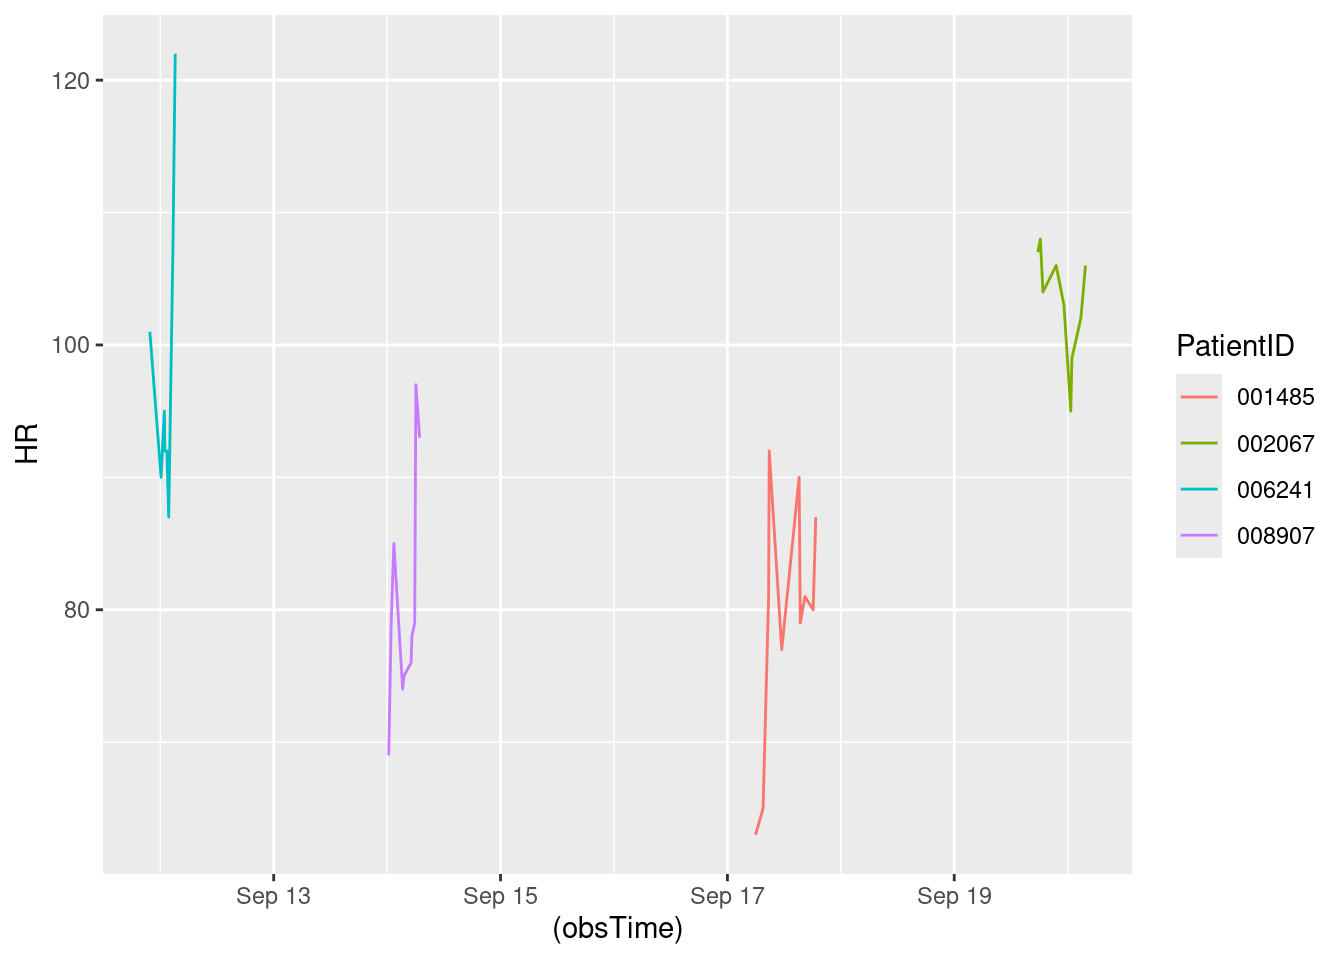 120
100
80
HR
Sep 13
Sep 15
Sep 17
Sep 19
(obsTime)
PatientID
001485
002067
006241
008907